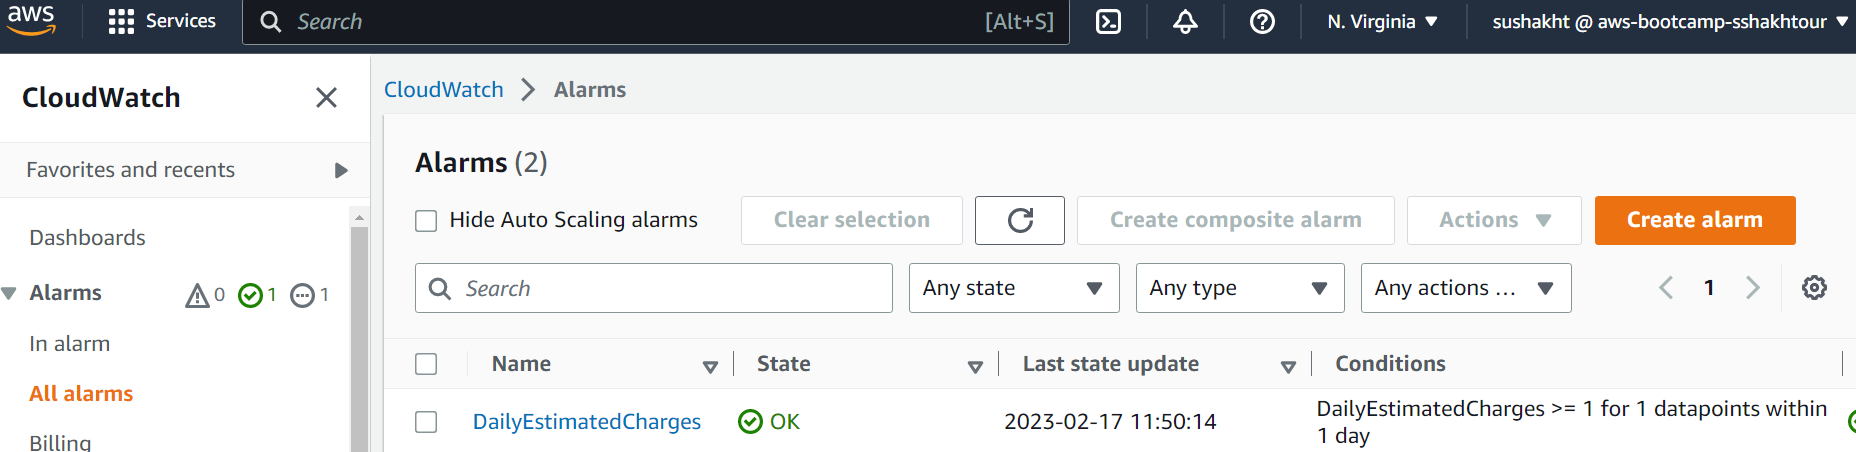 aws
Services
Search
[Alt+S]
N. Virginia
sushakht @ aws-bootcamp-sshakhtour
CloudWatch
Favorites and recents
Dashboards
Alarms 0 1 1
In alarm
All alarms
Billing
CloudWatch > Alarms
Alarms (2)
Hide Auto Scaling alarms
Clear selection
Create composite alarm
Actions
Create alarm
Search
Any state
Any type
Any actions ...
1
Name State Last state update Conditions
DailyEstimatedCharges OK 2023-02-17 11:50:14 DailyEstimatedCharges >= 1 for 1 datapoints within
1 day